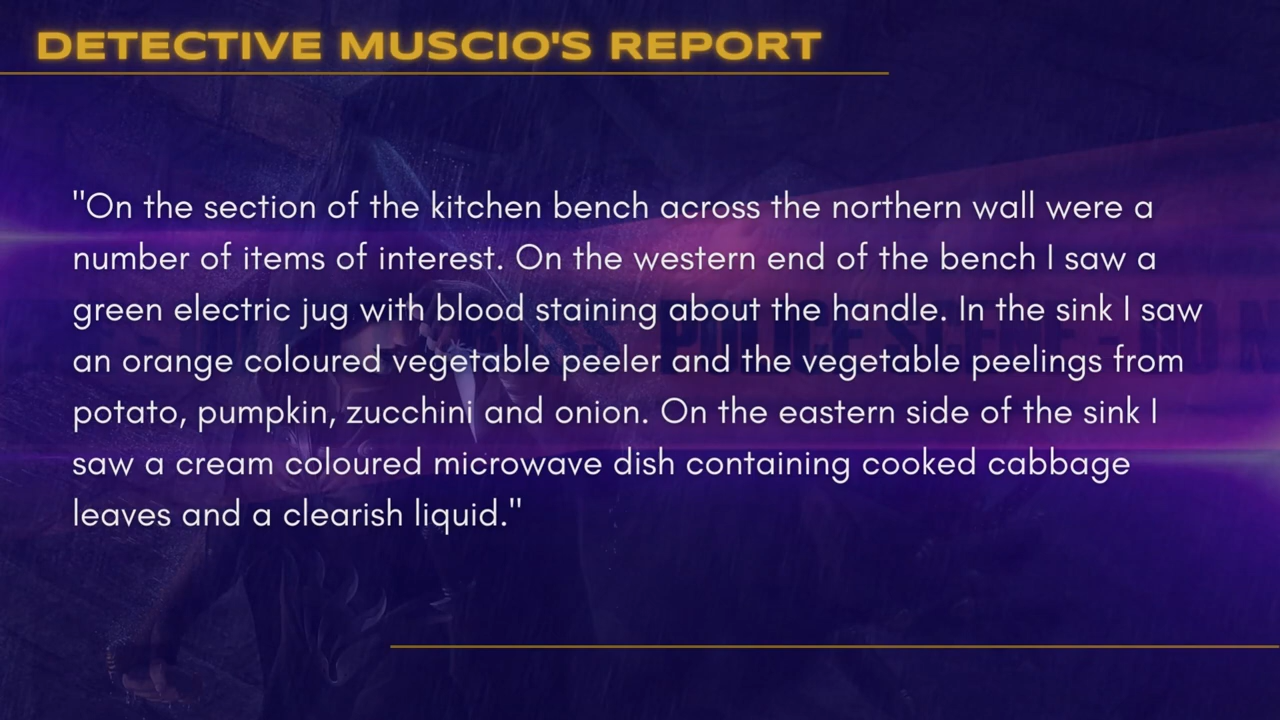 DETECTIVE MUSCIO'S REPORT
"On the section of the kitchen bench across the northern wall were a
number of items of interest. On the western end of the bench I saw a
green electric jug with blood staining about the handle. In the sink I saw
an orange coloured vegetable peeler and the vegetable peelings from
potato, pumpkin, zucchini and onion. On the eastern side of the sink I
saw a cream coloured microwave dish containing cooked cabbage
leaves and a clearish liquid."
POLICE SCENE - DO N